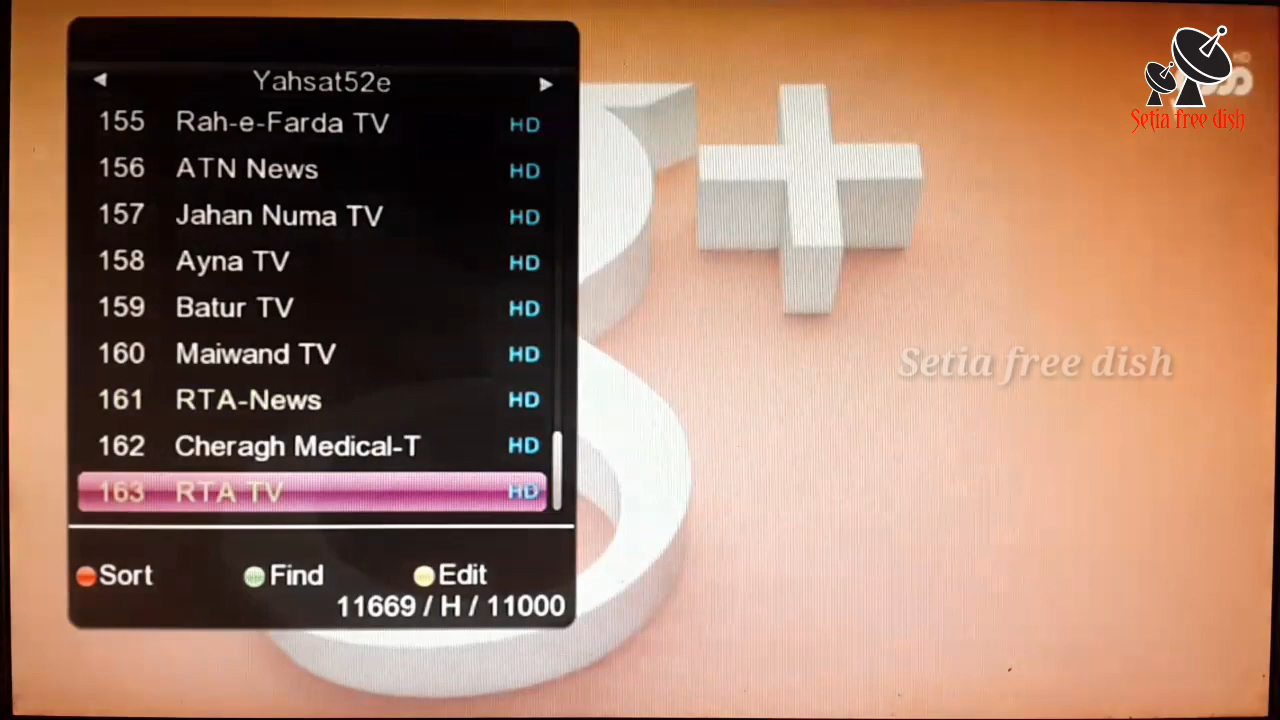 Yahsat52e
155 Rah-e-Farda TV HD
156 ATN News HD
157 Jahan Numa TV HD
158 Ayna TV HD
159 Batur TV HD
160 Maiwand TV HD
161 RTA-News HD
162 Cheragh Medical-T HD
163 RTA TV HD
Sort Find Edit
11669 / H / 11000
HD
Setia free dish
Setia free dish